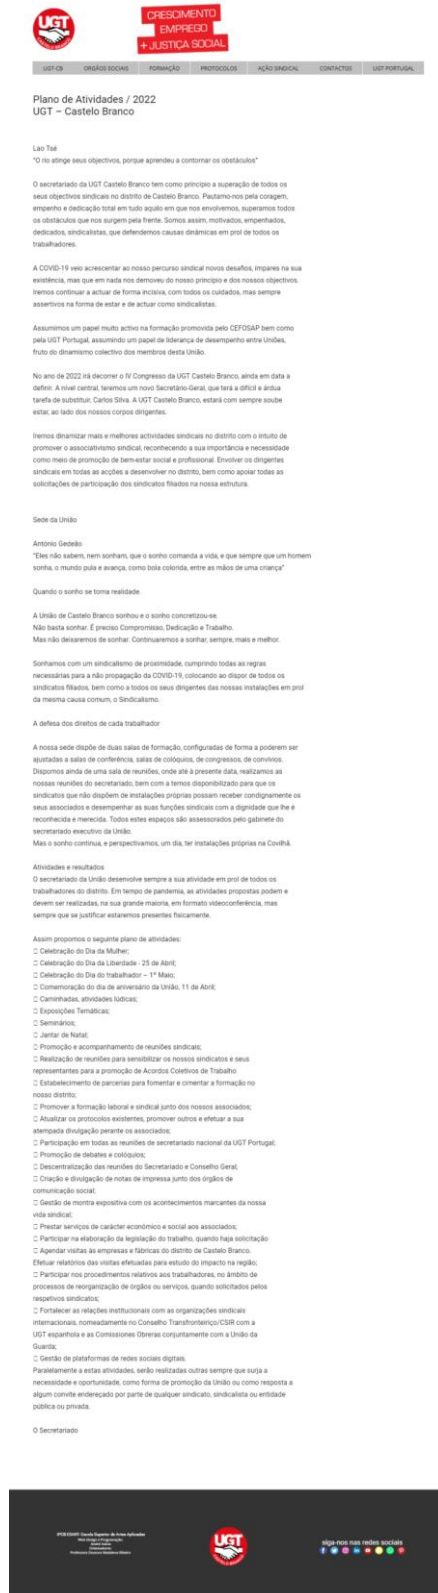 UGT
CASTELO BRANCO
CRESCIMENTO
EMPREGO
+ JUSTIÇA SOCIAL
UGT-CB ORGÃOS SOCIAIS FORMAÇÃO PROTOCOLOS AÇÃO SINDICAL CONTACTOS UGT PORTUGAL
Plano de Atividades / 2022
UGT – Castelo Branco
Lao Tsé
"O rio atinge seus objectivos, porque aprendeu a contornar os obstáculos"
O secretariado da UGT Castelo Branco tem como princípio a superação de todos os
seus objectivos sindicais no distrito de Castelo Branco. Pautamo-nos pela coragem,
empenho e dedicação total em tudo aquilo em que nos envolvemos, superamos todos
os obstáculos que nos surgem pela frente. Somos assim, motivados, empenhados,
dedicados, sindicalistas, que defendemos causas dinâmicas em prol de todos os
trabalhadores.
A COVID-19 veio acrescentar ao nosso percurso sindical novos desafios, ímpares na sua
existência, mas que em nada nos demoveu do nosso princípio e dos nossos objectivos.
Iremos continuar a actuar de forma incisiva, com todos os cuidados, mas sempre
assertivos na forma de estar e de actuar como sindicalistas.
Assumimos um papel muito activo na formação promovida pelo CEFOSAP bem como
pela UGT Portugal, assumindo um papel de liderança de desempenho entre Uniões,
fruto do dinamismo colectivo dos membros desta União.
No ano de 2022 irá decorrer o IV Congresso da UGT Castelo Branco, ainda em data a
definir. A nível central, teremos um novo Secretário-Geral, que terá a difícil e árdua
tarefa de substituir, Carlos Silva. A UGT Castelo Branco, estará com sempre soube
estar, ao lado dos nossos corpos dirigentes.
Iremos dinamizar mais e melhores actividades sindicais no distrito com o intuito de
promover o associativismo sindical, reconhecendo a sua importância e necessidade
como meio de promoção de bem-estar social e profissional. Envolver os dirigentes
sindicais em todas as acções a desenvolver no distrito, bem como apoiar todas as
solicitações de participação dos sindicatos filiados na nossa estrutura.
Sede da União
António Gedeão
"Eles não sabem, nem sonham, que o sonho comanda a vida, e que sempre que um homem
sonha, o mundo pula e avança, como bola colorida, entre as mãos de uma criança"
Quando o sonho se torna realidade.
A União de Castelo Branco sonhou e o sonho concretizou-se.
Não basta sonhar. É preciso Compromisso, Dedicação e Trabalho.
Mas não deixaremos de sonhar. Continuaremos a sonhar, sempre, mais e melhor.
Sonhamos com um sindicalismo de proximidade, cumprindo todas as regras
necessárias para a não propagação da COVID-19, colocando ao dispor de todos os
sindicatos filiados, bem como a todos os seus dirigentes das nossas instalações em prol
da mesma causa comum, o Sindicalismo.
A defesa dos direitos de cada trabalhador
A nossa sede dispõe de duas salas de formação, configuradas de forma a poderem ser
ajustadas a salas de conferência, salas de colóquios, de congressos, de convívios.
Dispomos ainda de uma sala de reuniões, onde até à presente data, realizamos as
nossas reuniões do secretariado, bem com a temos disponibilizado para que os
sindicatos que não dispõem de instalações próprias possam receber condignamente os
seus associados e desempenhar as suas funções sindicais com a dignidade que lhe é
reconhecida e merecida. Todos estes espaços são assessorados pelo gabinete do
secretariado executivo da União.
Mas o sonho continua, e perspectivamos, um dia, ter instalações próprias na Covilhã.
Atividades e resultados
O secretariado da União desenvolve sempre a sua atividade em prol de todos os
trabalhadores do distrito. Em tempo de pandemia, as atividades propostas podem e
devem ser realizadas, na sua grande maioria, em formato videoconferência, mas
sempre que se justificar estaremos presentes fisicamente.
Assim propomos o seguinte plano de atividades:
 Celebração do Dia da Mulher;
 Celebração do Dia da Liberdade - 25 de Abril;
 Celebração do Dia do trabalhador – 1º Maio;
 Comemoração do dia de aniversário da União, 11 de Abril;
 Caminhadas, atividades lúdicas;
 Exposições Temáticas;
 Seminários;
 Jantar de Natal;
 Promoção e acompanhamento de reuniões sindicais;
 Realização de reuniões para sensibilizar os nossos sindicatos e seus
representantes para a promoção de Acordos Coletivos de Trabalho
 Estabelecimento de parcerias para fomentar e cimentar a formação no
nosso distrito;
 Promover a formação laboral e sindical junto dos nossos associados;
 Atualizar os protocolos existentes, promover outros e efetuar a sua
atempada divulgação perante os associados;
 Participação em todas as reuniões de secretariado nacional da UGT Portugal;
 Promoção de debates e colóquios;
 Descentralização das reuniões do Secretariado e Conselho Geral;
 Criação e divulgação de notas de impressa junto dos órgãos de
comunicação social;
 Gestão de montra expositiva com os acontecimentos marcantes da nossa
vida sindical;
 Prestar serviços de carácter económico e social aos associados;
 Participar na elaboração da legislação do trabalho, quando haja solicitação
 Agendar visitas às empresas e fábricas do distrito de Castelo Branco.
Efetuar relatórios das visitas efetuadas para estudo do impacto na região;
 Participar nos procedimentos relativos aos trabalhadores, no âmbito de
processos de reorganização de órgãos ou serviços, quando solicitados pelos
respetivos sindicatos;
 Fortalecer as relações institucionais com as organizações sindicais
internacionais, nomeadamente no Conselho Transfronteiriço/CSIR com a
UGT espanhola e as Comissiones Obreras conjuntamente com a União da
Guarda;
 Gestão de plataformas de redes sociais digitais.
Paralelamente a estas atividades, serão realizadas outras sempre que surja a
necessidade e oportunidade, como forma de promoção da União ou como resposta a
algum convite endereçado por parte de qualquer sindicato, sindicalista ou entidade
pública ou privada.
O Secretariado
IPCB/ESART: Escola Superior de Artes Aplicadas
Web Design e Programação
UGT
siga-nos nas redes sociais